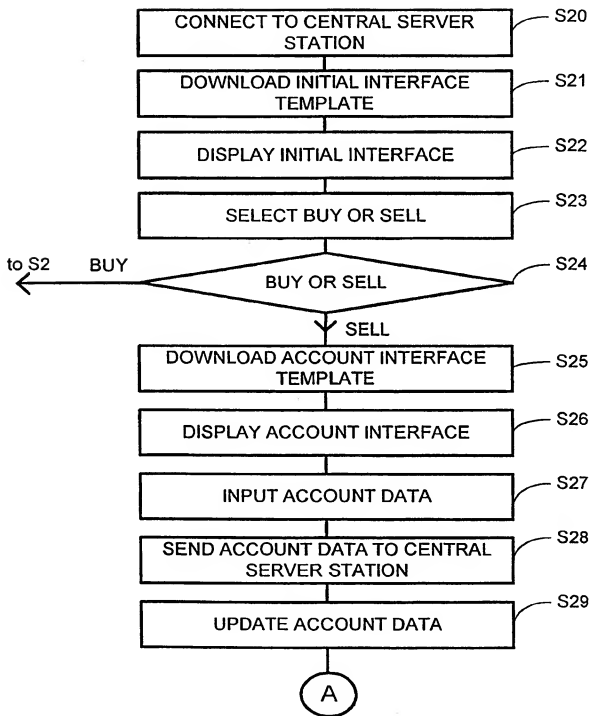 CONNECT TO CENTRAL SERVER
STATION
S20
DOWNLOAD INITIAL INTERFACE
TEMPLATE
S21
DISPLAY INITIAL INTERFACE
S22
SELECT BUY OR SELL
S23
to S2
BUY
BUY OR SELL
S24
SELL
DOWNLOAD ACCOUNT INTERFACE
TEMPLATE
S25
DISPLAY ACCOUNT INTERFACE
S26
INPUT ACCOUNT DATA
S27
SEND ACCOUNT DATA TO CENTRAL
SERVER STATION
S28
UPDATE ACCOUNT DATA
S29
A